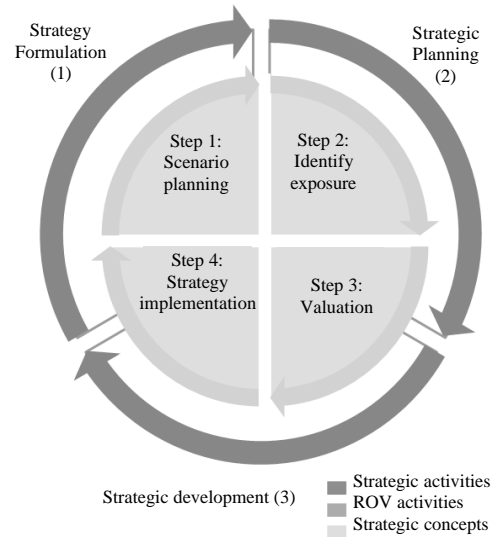 Strategy
Formulation
(1)
Strategic
Planning
(2)
Step 1:
Scenario
planning
Step 2:
Identify
exposure
Step 4:
Strategy
implementation
Step 3:
Valuation
Strategic development (3)
Strategic activities
ROV activities
Strategic concepts